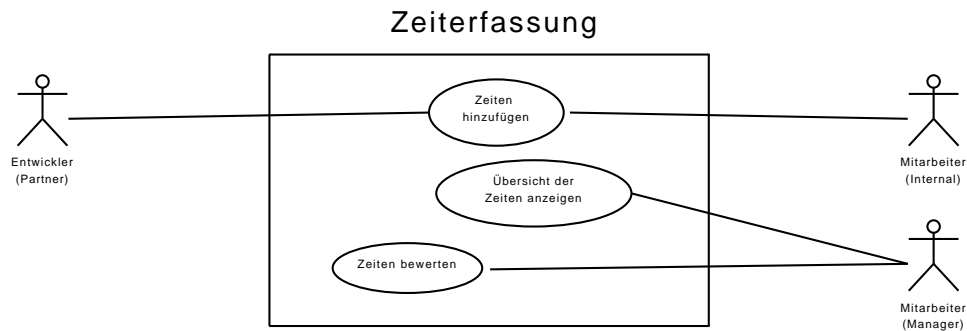 Zeiterfassung
Zeiten
hinzufügen
Entwickler
(Partner)
Mitarbeiter
(Internal)
Übersicht der
Zeiten anzeigen
Zeiten bewerten
Mitarbeiter
(Manager)